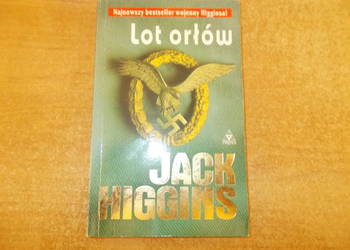 Najnowszy bestseller wojenny Higginsa!
Lot orłów
JACK
HIGGINS